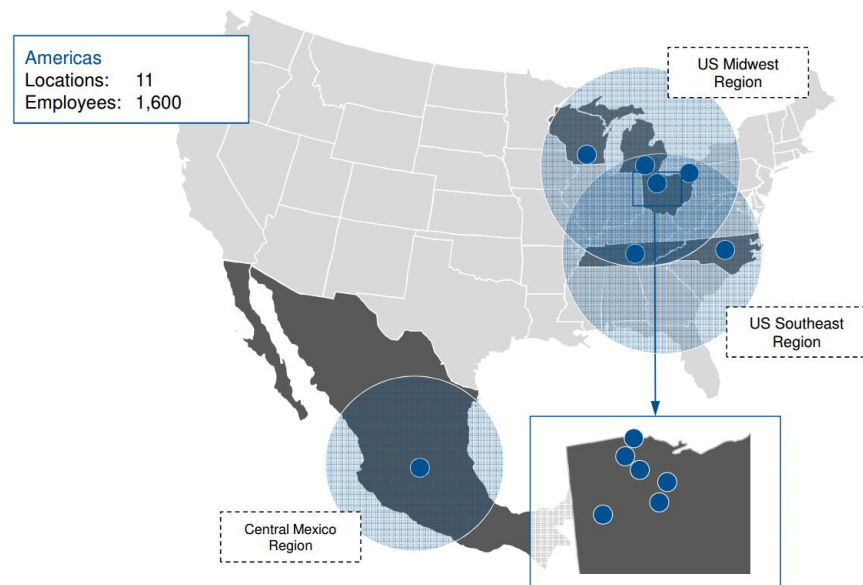 Americas
Locations: 11
Employees: 1,600
US Midwest
Region
US Southeast
Region
Central Mexico
Region